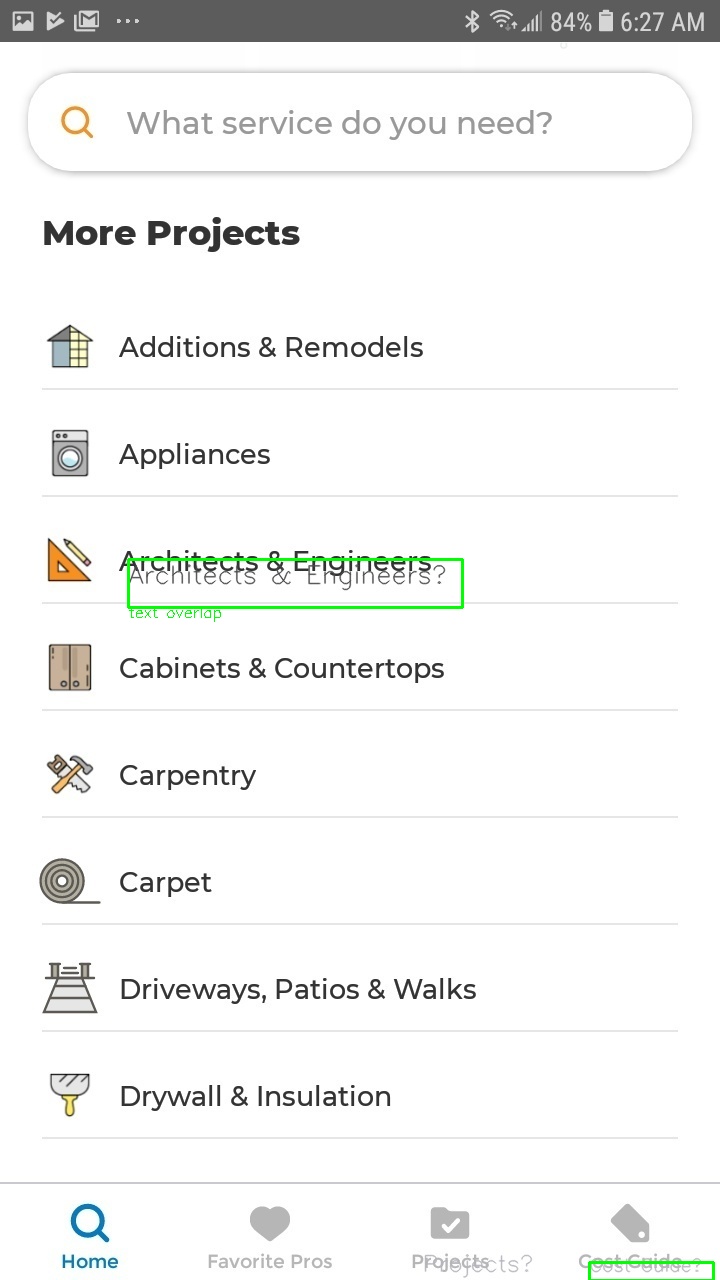 84% 6:27 AM
What service do you need?
More Projects
Additions & Remodels
Appliances
Architects & Engineers
Architects & Engineers?
text overlap
Cabinets & Countertops
Carpentry
Carpet
Driveways, Patios & Walks
Drywall & Insulation
Home Favorite Pros Projects Cost Guide
Projects? Cost Guide?